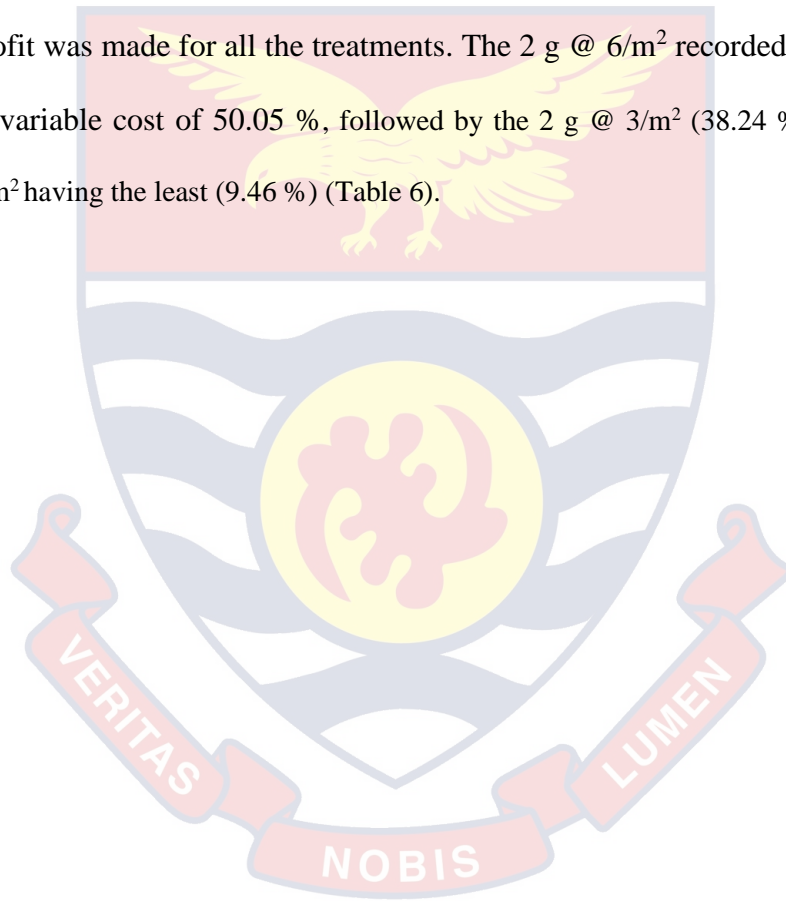 ofit was made for all the treatments. The 2 g @ 6/m² recorded
variable cost of 50.05 %, followed by the 2 g @ 3/m² (38.24 %
m² having the least (9.46 %) (Table 6).
VERITAS
NOBIS
LUMEN